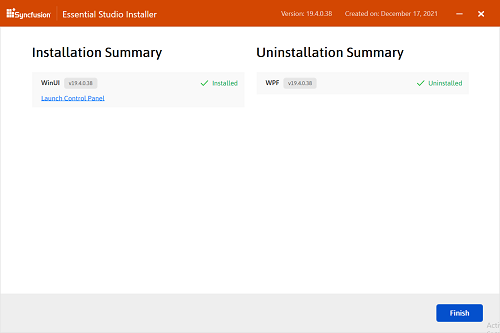 Syncfusion Essential Studio Installer Version: 19.4.0.38 Created on: December 17, 2021
Installation Summary
WinUI v19.4.0.38 Installed
Launch Control Panel
Uninstallation Summary
WPF v19.4.0.38 Uninstalled
Finish
Acti